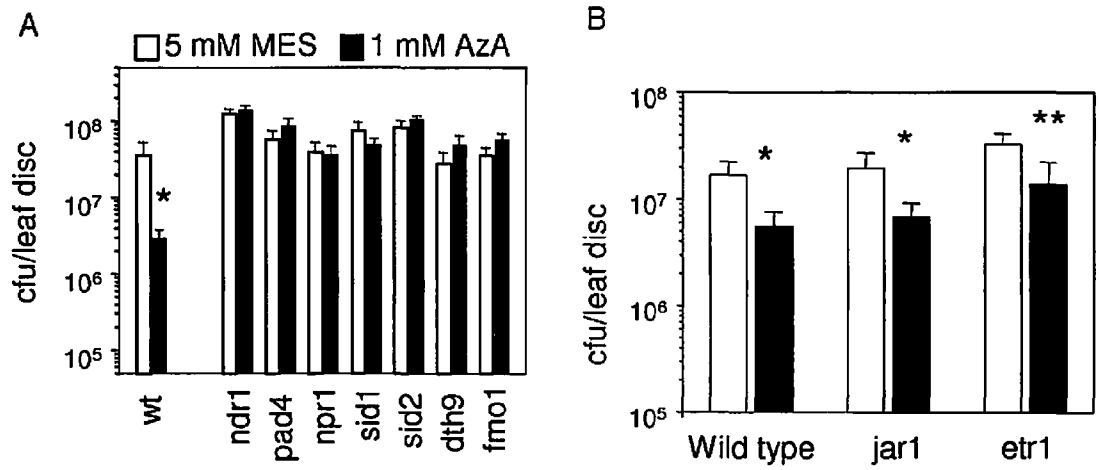 A
5 mM MES 1 mM AzA
cfu/leaf disc
10⁸
10⁷
10⁶
10⁵
*
wt
ndr1
pad4
npr1
sid1
sid2
dth9
fmo1
B
cfu/leaf disc
10⁸
10⁷
10⁶
10⁵
*
*
**
Wild type jar1 etr1